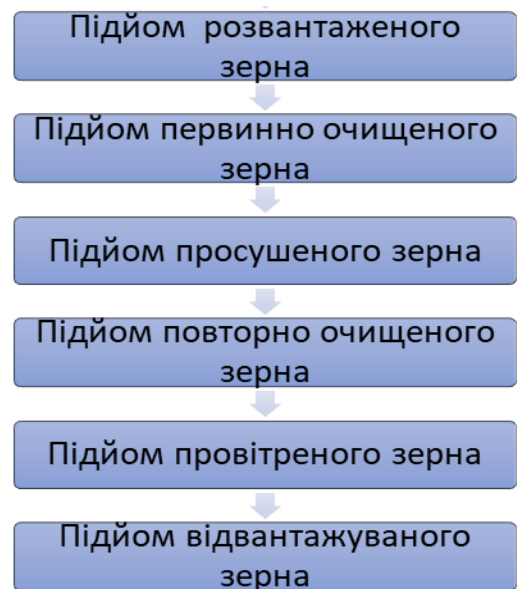 Підйом розвантаженого
зерна
Підйом первинно очищеного
зерна
Підйом просушеного зерна
Підйом повторно очищеного
зерна
Підйом провітреного зерна
Підйом відвантажуваного
зерна